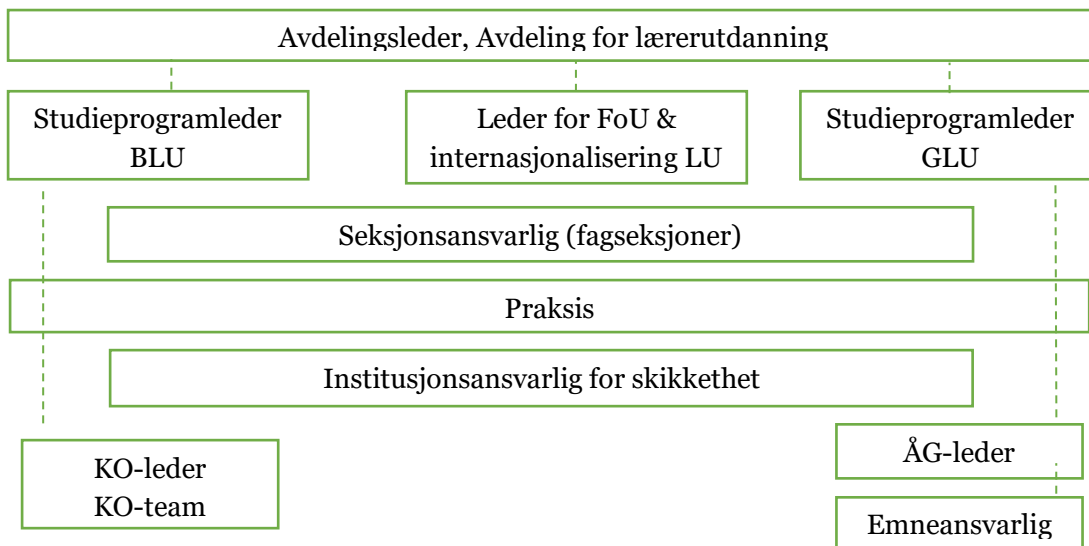 Avdelingsleder, Avdeling for lærerutdanning
Studieprogramleder
BLU
Leder for FoU &
internasjonalisering LU
Studieprogramleder
GLU
Seksjonsansvarlig (fagseksjoner)
Praksis
Institusjonsansvarlig for skikkethet
KO-leder
KO-team
ÅG-leder
Emneansvarlig